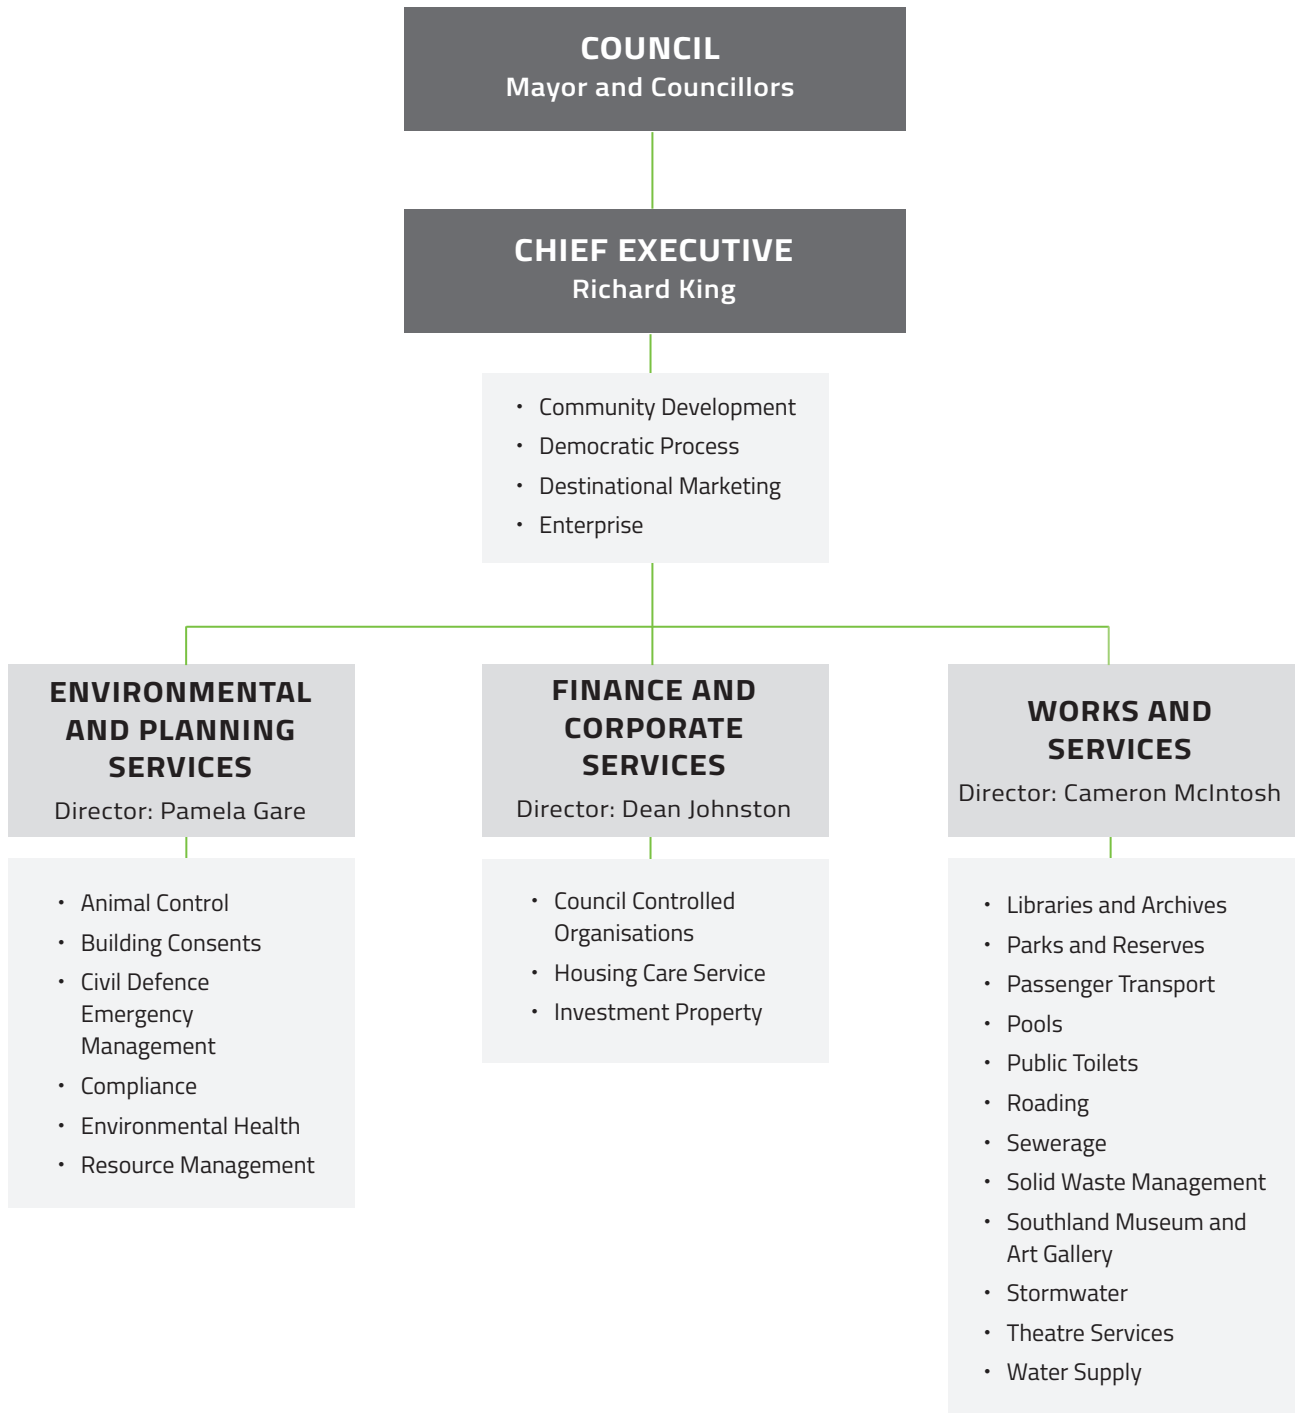 COUNCIL
Mayor and Councillors
CHIEF EXECUTIVE
Richard King
• Community Development
• Democratic Process
• Destinational Marketing
• Enterprise
ENVIRONMENTAL
AND PLANNING
SERVICES
Director: Pamela Gare
• Animal Control
• Building Consents
• Civil Defence
Emergency
Management
• Compliance
• Environmental Health
• Resource Management
FINANCE AND
CORPORATE
SERVICES
Director: Dean Johnston
• Council Controlled
Organisations
• Housing Care Service
• Investment Property
WORKS AND
SERVICES
Director: Cameron McIntosh
• Libraries and Archives
• Parks and Reserves
• Passenger Transport
• Pools
• Public Toilets
• Roading
• Sewerage
• Solid Waste Management
• Southland Museum and
Art Gallery
• Stormwater
• Theatre Services
• Water Supply